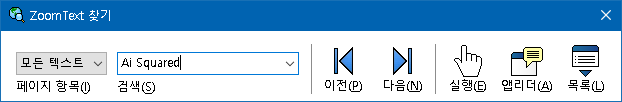 ZoomText 찾기
모든 텍스트
Ai Squared
페이지 항목(I)
검색(S)
이전(P)
다음(N)
실행(E)
앱리더(A)
목록(L)